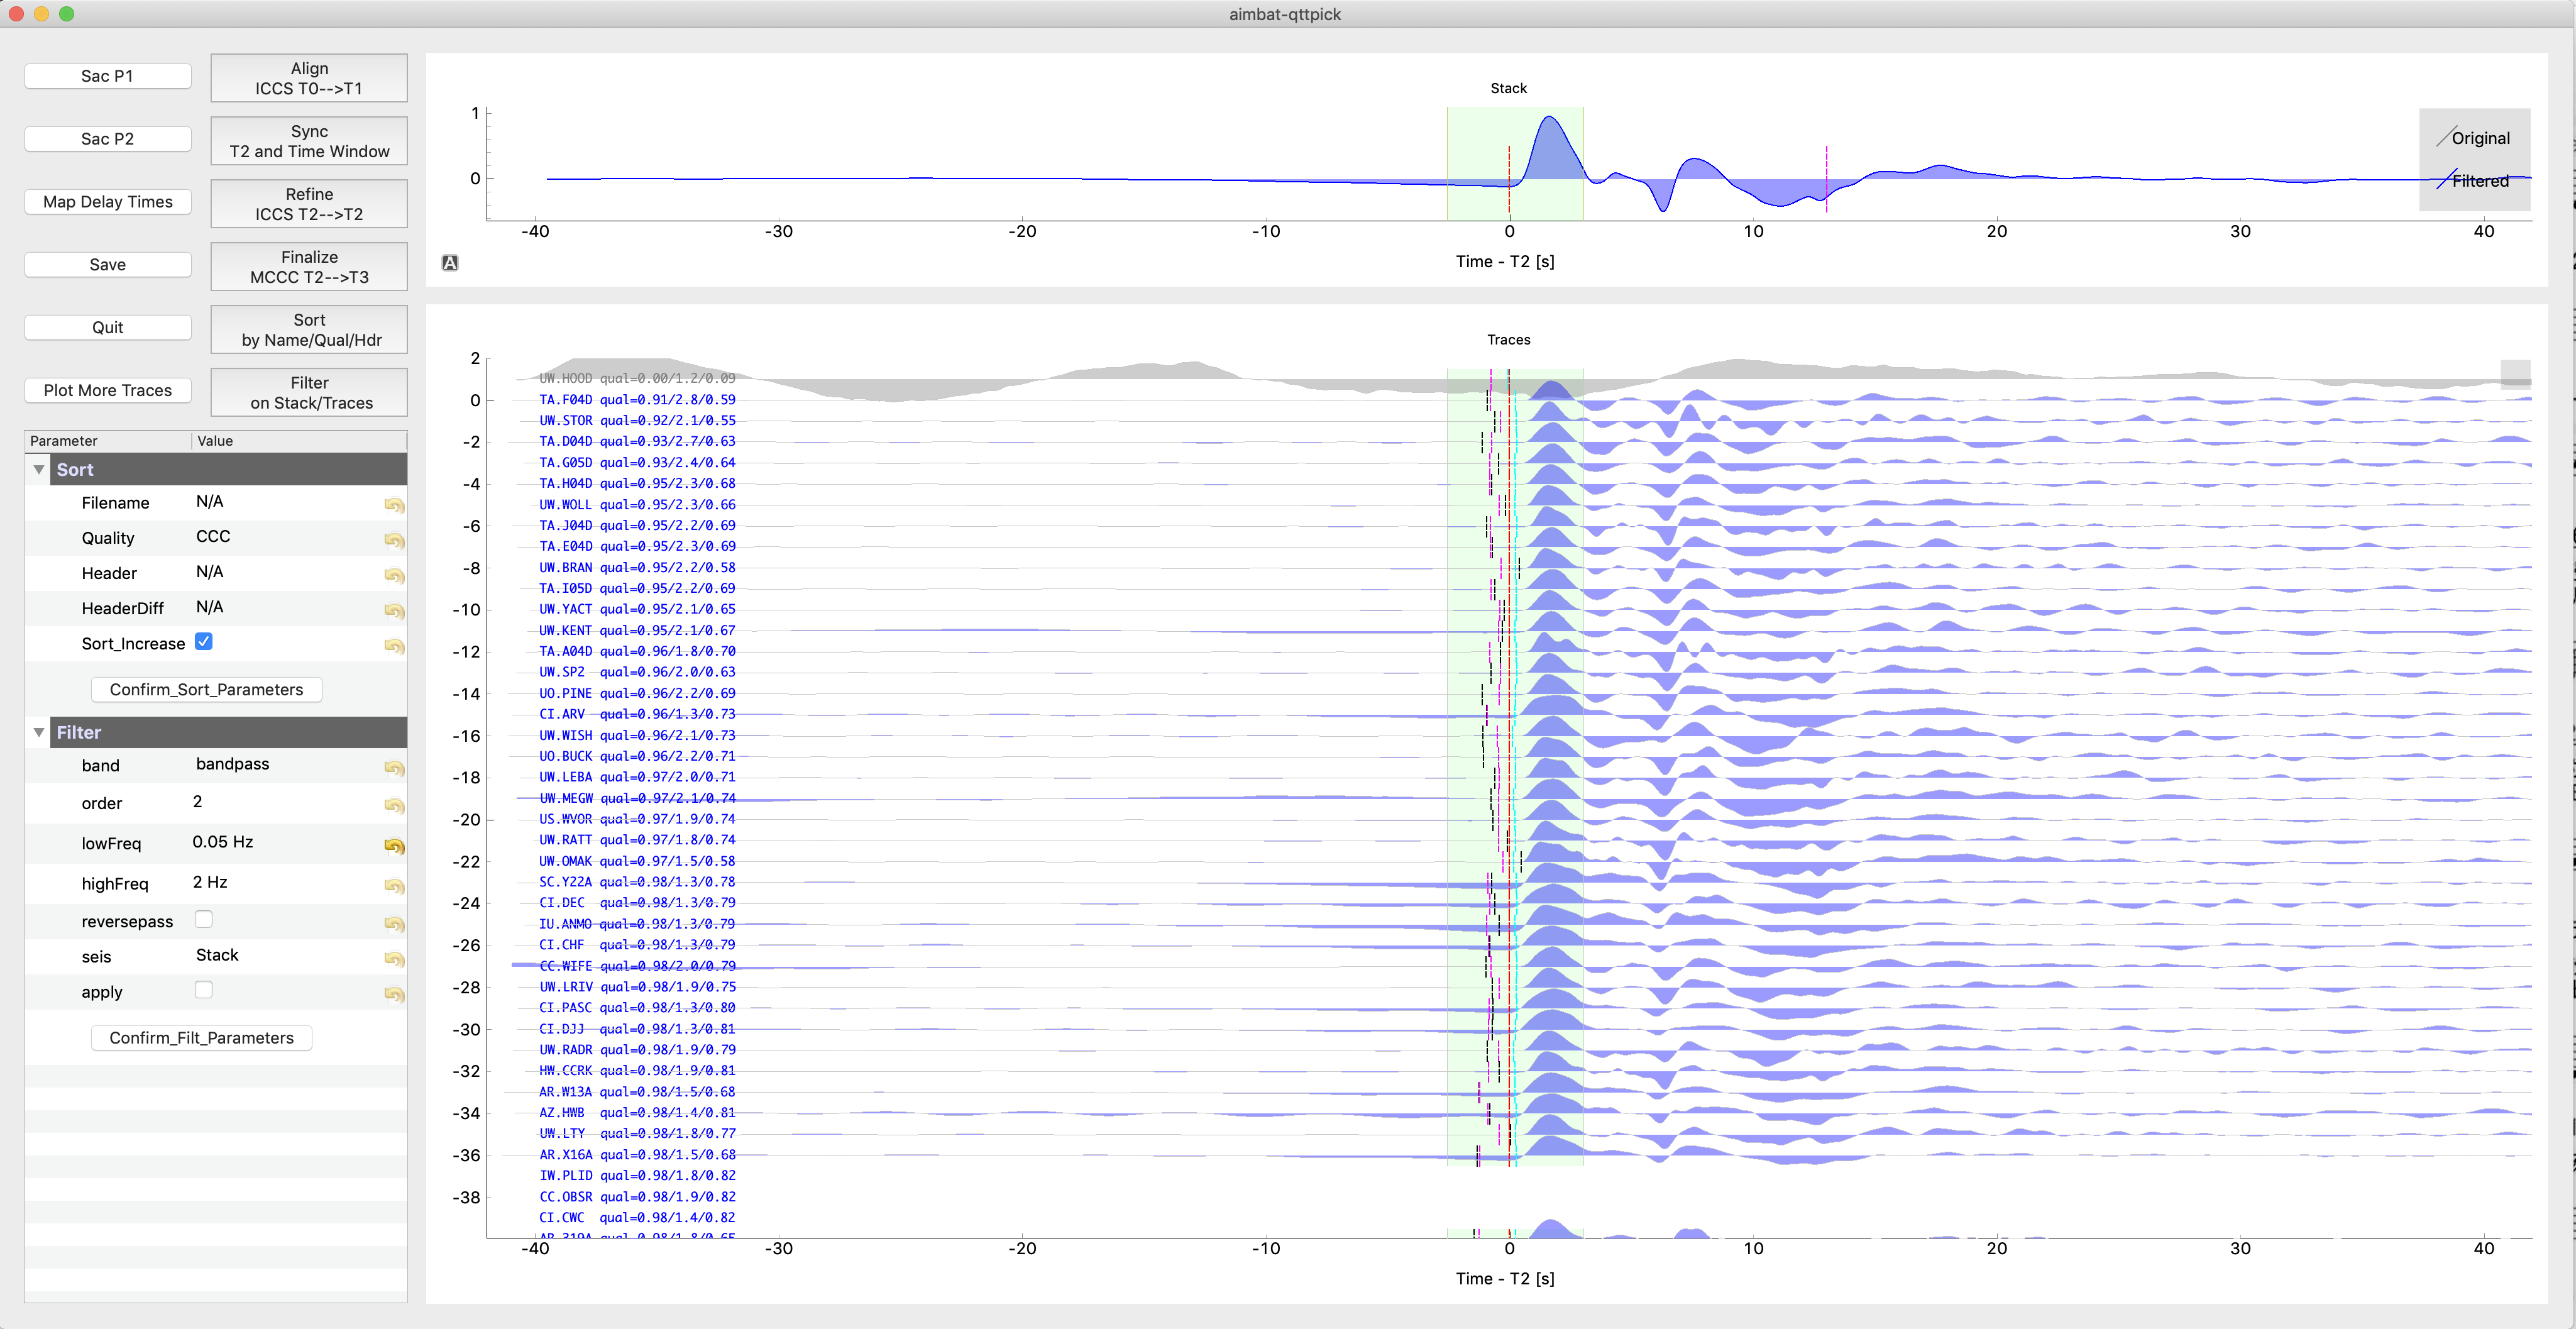 aimbat-qttpick
Sac P1
Align
ICCS T0-->T1
Sac P2
Sync
T2 and Time Window
Map Delay Times
Refine
ICCS T2-->T2
Save
Finalize
MCCC T2-->T3
Quit
Sort
by Name/Qual/Hdr
Plot More Traces
Filter
on Stack/Traces
Parameter Value
Sort
Filename N/A
Quality CCC
Header N/A
HeaderDiff N/A
Sort_Increase
Confirm_Sort_Parameters
Filter
band bandpass
order 2
lowFreq 0.05 Hz
highFreq 2 Hz
reversepass
seis Stack
apply
Confirm_Filt_Parameters
Stack
1
0
Original
Filtered
-40 -30 -20 -10 0 10 20 30 40
A
Time - T2 [s]
Traces
2
UW.HOOD qual=0.00/1.2/0.09
0 TA.F04D qual=0.91/2.8/0.59
UW.STOR qual=0.92/2.1/0.55
-2 TA.D04D qual=0.93/2.7/0.63
TA.G05D qual=0.93/2.4/0.64
-4 TA.H04D qual=0.95/2.3/0.68
UW.WOLL qual=0.95/2.3/0.66
-6 TA.J04D qual=0.95/2.2/0.69
TA.E04D qual=0.95/2.3/0.69
-8 UW.BRAN qual=0.95/2.2/0.58
TA.I05D qual=0.95/2.2/0.69
-10 UW.YACT qual=0.95/2.1/0.65
UW.KENT qual=0.95/2.1/0.67
-12 TA.A04D qual=0.96/1.8/0.70
UW.SP2 qual=0.96/2.0/0.63
-14 UO.PINE qual=0.96/2.2/0.69
CI.ARV qual=0.96/1.3/0.73
-16 UW.WISH qual=0.96/2.1/0.73
UO.BUCK qual=0.96/2.2/0.71
-18 UW.LEBA qual=0.97/2.0/0.71
UW.MEGW qual=0.97/2.1/0.74
-20 US.WVOR qual=0.97/1.9/0.74
UW.RATT qual=0.97/1.8/0.74
-22 UW.OMAK qual=0.97/1.5/0.58
SC.Y22A qual=0.98/1.3/0.78
-24 CI.DEC qual=0.98/1.3/0.79
IU.ANMO qual=0.98/1.3/0.79
-26 CI.CHF qual=0.98/1.3/0.79
CC.WIFE qual=0.98/2.0/0.79
-28 UW.LRIV qual=0.98/1.9/0.75
CI.PASC qual=0.98/1.3/0.80
-30 CI.DJJ qual=0.98/1.3/0.81
UW.RADR qual=0.98/1.9/0.79
-32 HW.CCRK qual=0.98/1.9/0.81
AR.W13A qual=0.98/1.5/0.68
-34 AZ.HWB qual=0.98/1.4/0.81
UW.LTY qual=0.98/1.8/0.77
-36 AR.X16A qual=0.98/1.5/0.68
IW.PLID qual=0.98/1.8/0.82
-38 CC.OBSR qual=0.98/1.9/0.82
CI.CWC qual=0.98/1.4/0.82
-40 -30 -20 -10 0 10 20 30 40
Time - T2 [s]